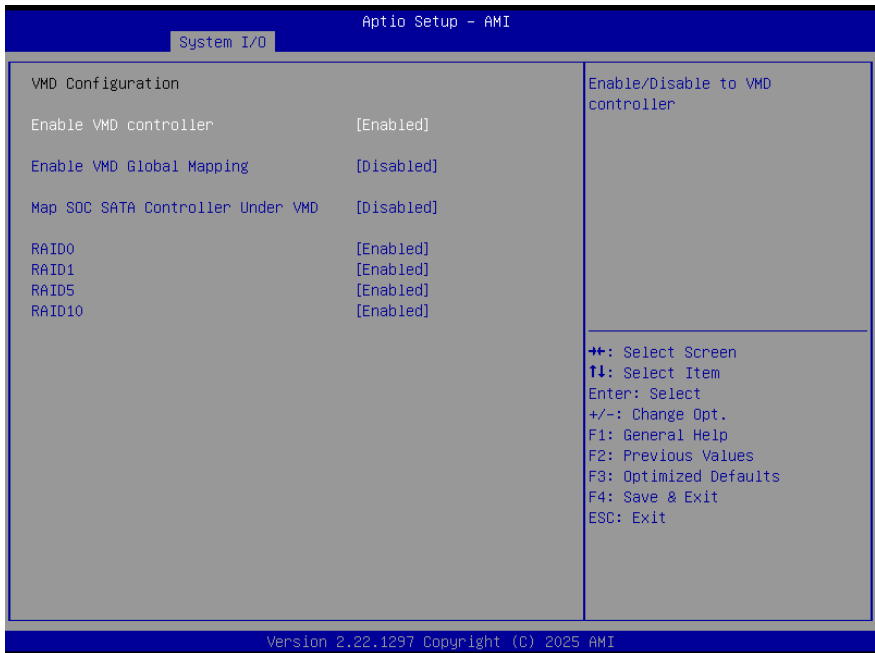 Aptio Setup – AMI
System I/O
VMD Configuration
Enable VMD controller [Enabled]
Enable VMD Global Mapping [Disabled]
Map SOC SATA Controller Under VMD [Disabled]
RAID0 [Enabled]
RAID1 [Enabled]
RAID5 [Enabled]
RAID10 [Enabled]
Enable/Disable to VMD
controller
→←: Select Screen
↑↓: Select Item
Enter: Select
+/-: Change Opt.
F1: General Help
F2: Previous Values
F3: Optimized Defaults
F4: Save & Exit
ESC: Exit
Version 2.22.1297 Copyright (C) 2025 AMI